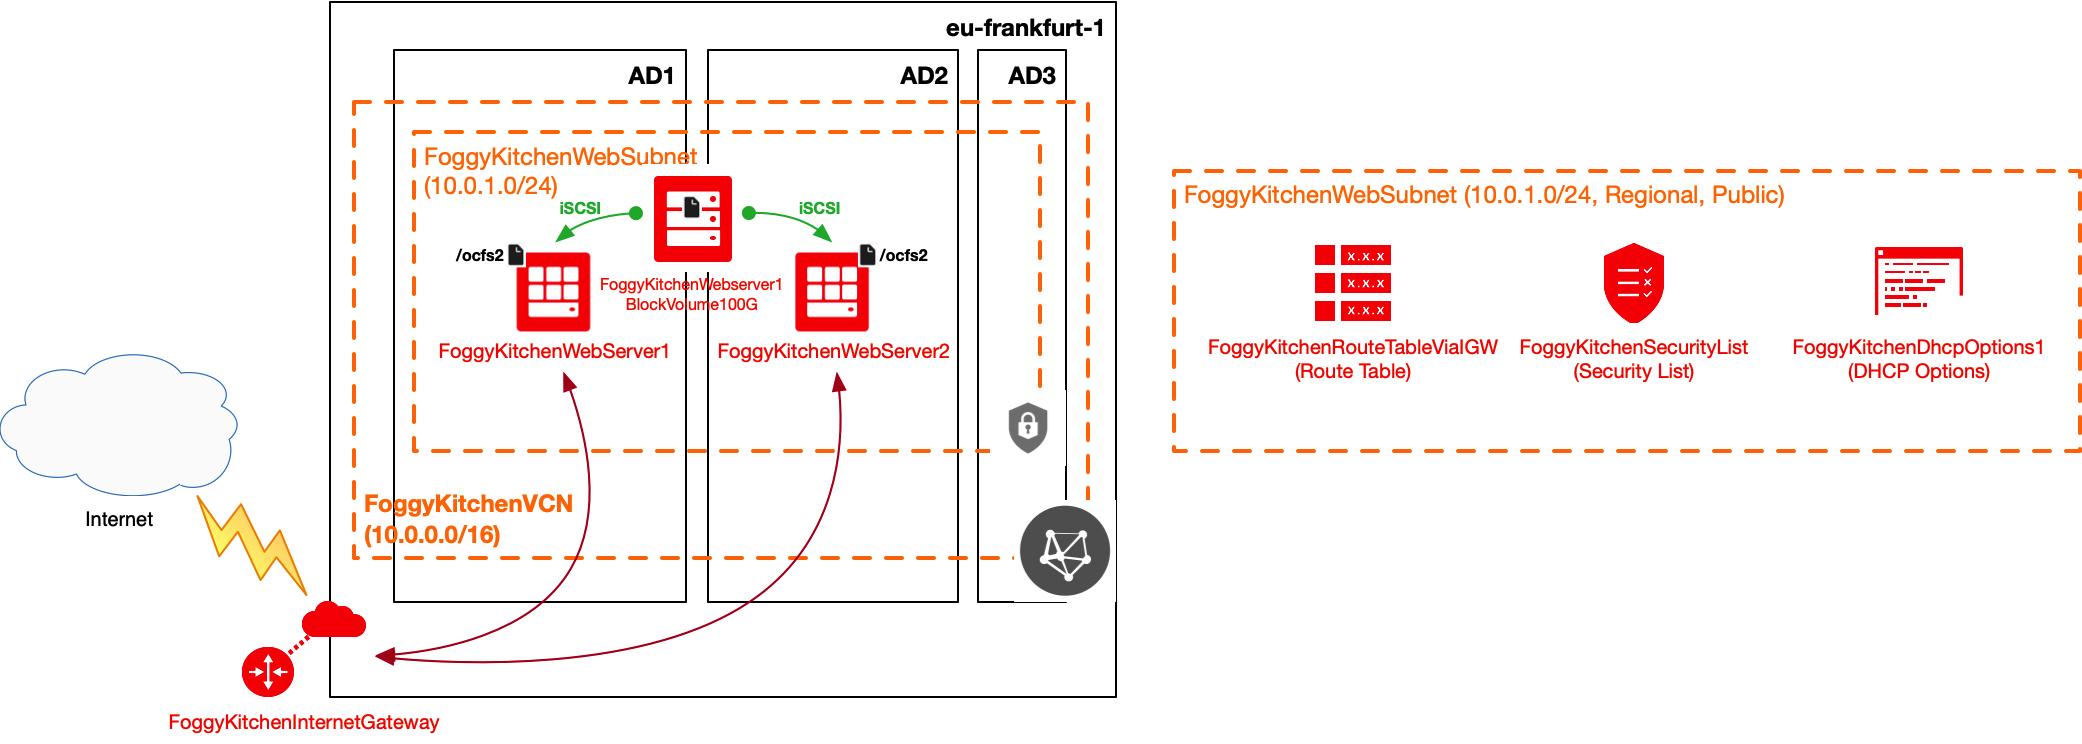 eu-frankfurt-1
AD1
AD2
AD3
FoggyKitchenWebSubnet
(10.0.1.0/24)
iSCSI
iSCSI
/ocfs2
/ocfs2
FoggyKitchenWebserver1
BlockVolume100G
FoggyKitchenWebServer1
FoggyKitchenWebServer2
FoggyKitchenVCN
(10.0.0.0/16)
Internet
FoggyKitchenInternetGateway
FoggyKitchenWebSubnet (10.0.1.0/24, Regional, Public)
x.x.x
x.x.x
x.x.x
FoggyKitchenRouteTableViaIGW
(Route Table)
FoggyKitchenSecurityList
(Security List)
FoggyKitchenDhcpOptions1
(DHCP Options)